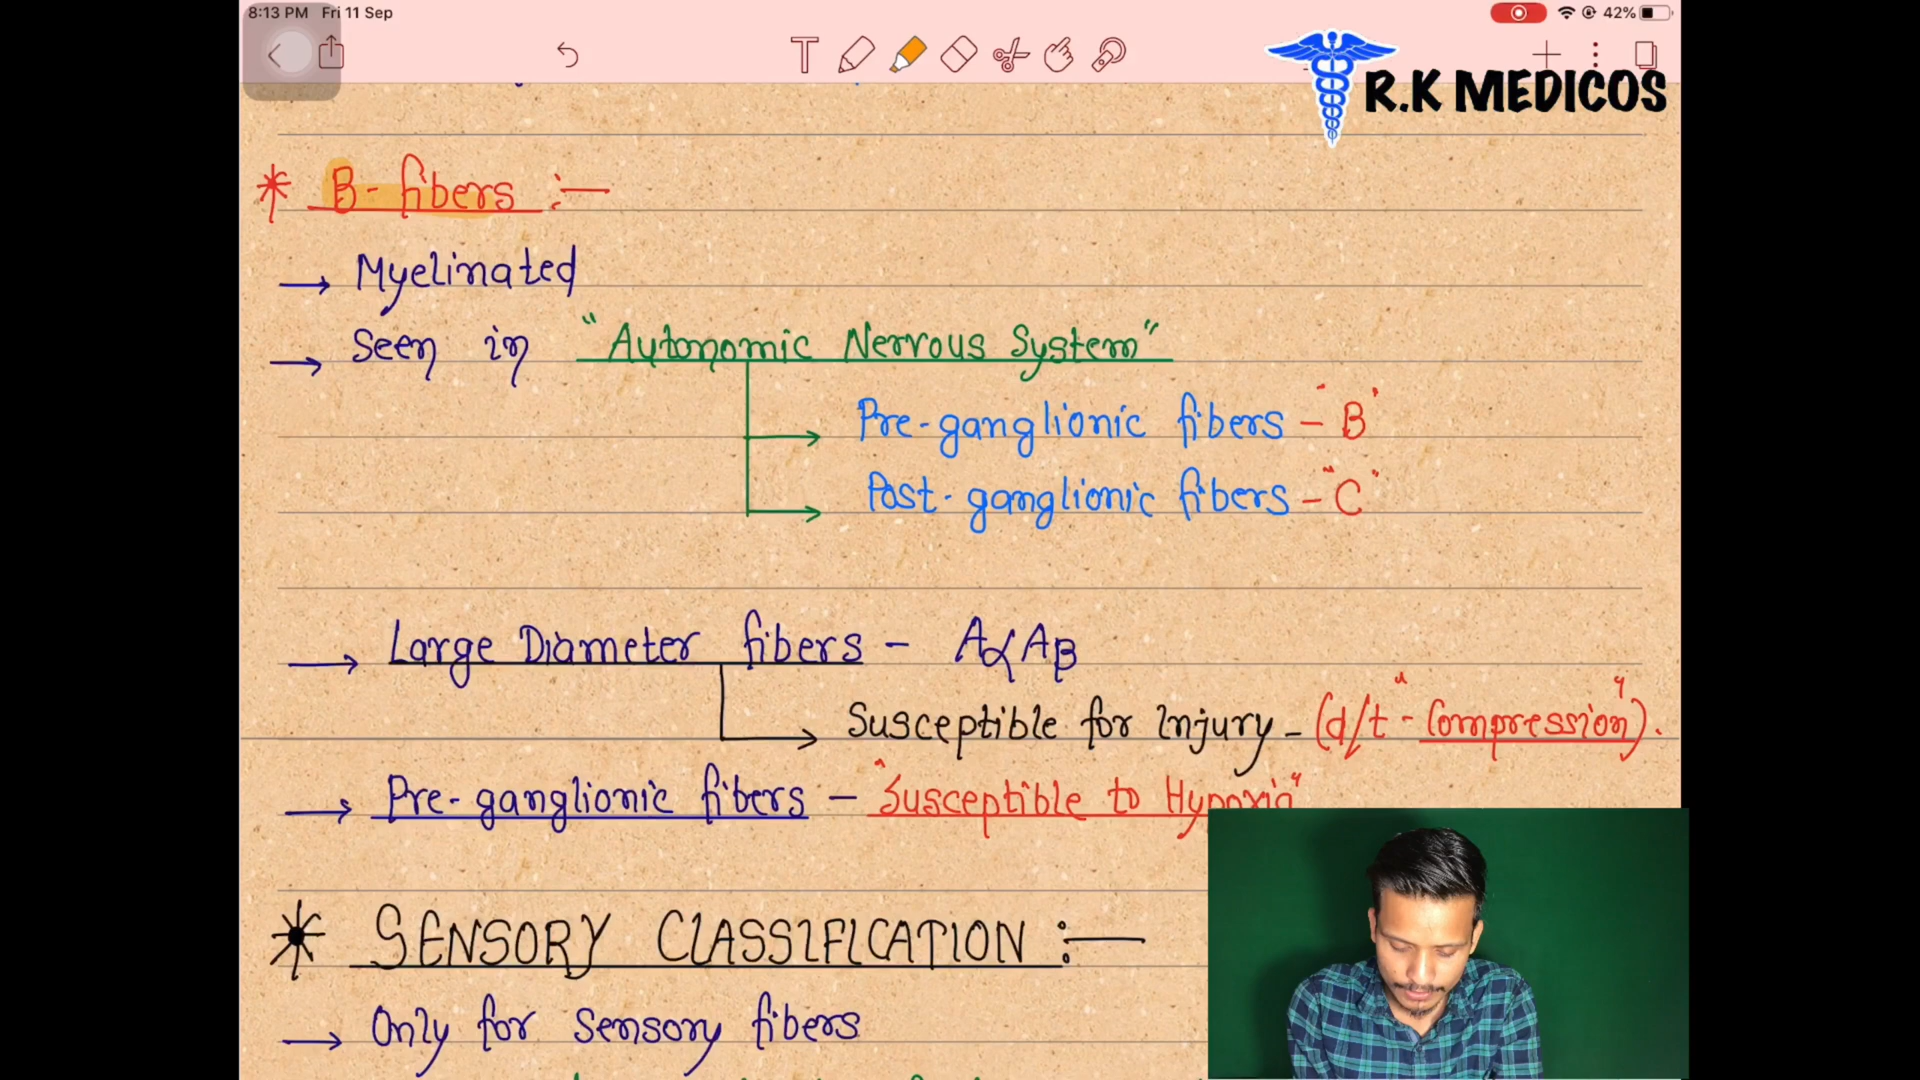 8:13 PM Fri 11 Sep
42%
R.K MEDICOS
* B-fibers :—
→ Myelinated
→ Seen in "Autonomic Nervous System"
→ Pre-ganglionic fibers - "B"
→ Post-ganglionic fibers - "C"
→ Large Diameter fibers - Aα Aβ
→ Susceptible for Injury - (d/t - "Compression").
→ Pre-ganglionic fibers - "Susceptible to Hypoxia"
* SENSORY CLASSIFICATION :—
→ Only for sensory fibers